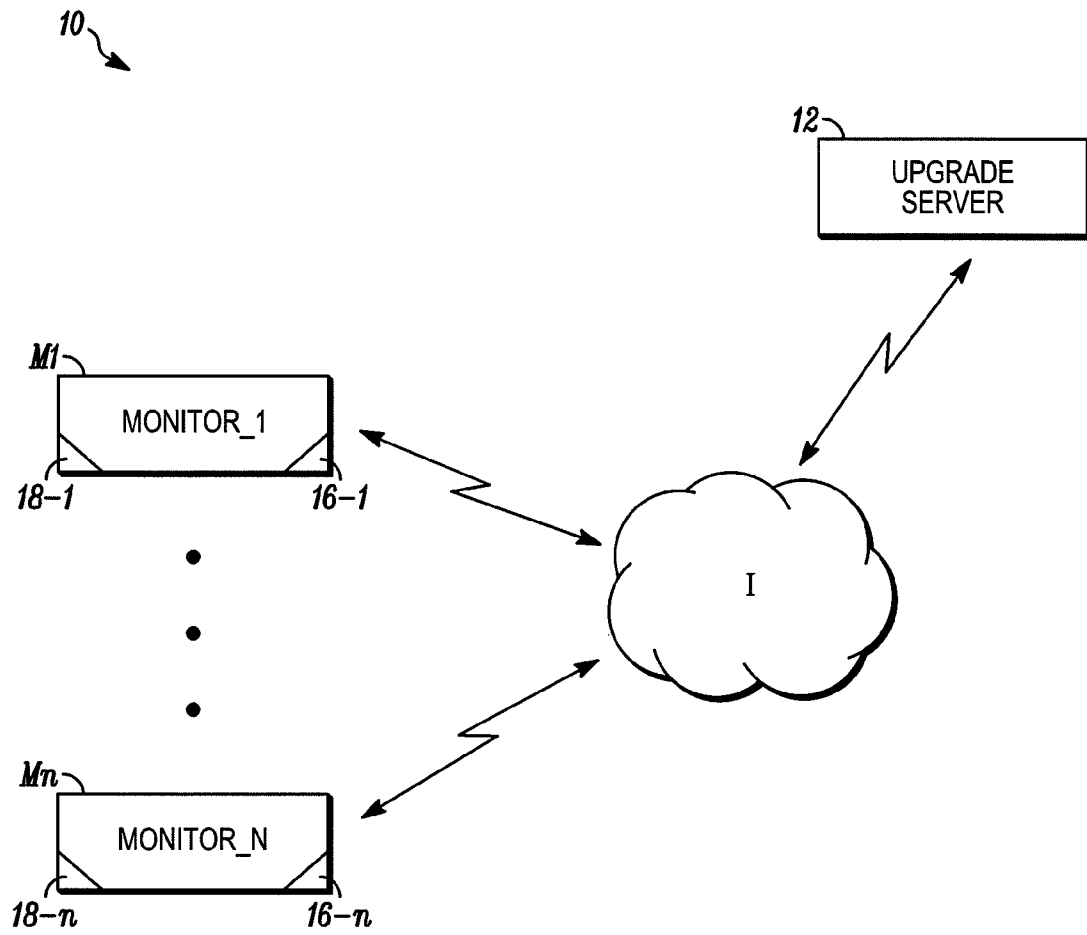 10
12
UPGRADE
SERVER
M1
MONITOR_1
18-1
16-1
I
Mn
MONITOR_N
18-n
16-n